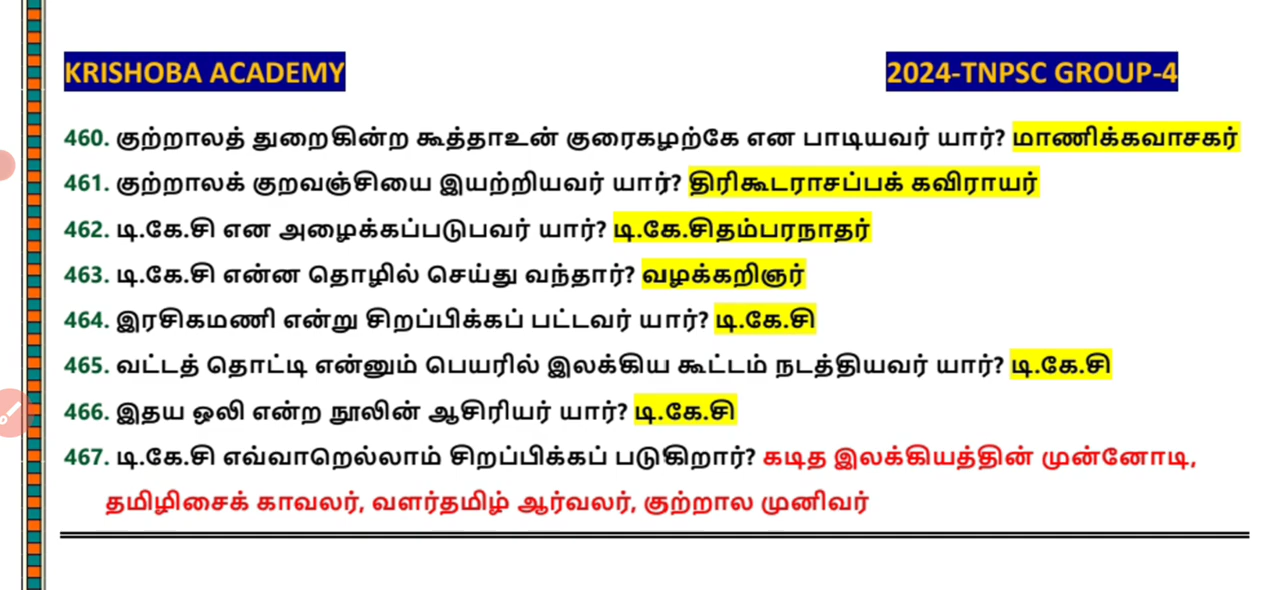 KRISHOBA ACADEMY 2024-TNPSC GROUP-4
460. குற்றாலத் துறைகின்ற கூத்தாஉன் குரைகழற்கே என பாடியவர் யார்? மாணிக்கவாசகர்
461. குற்றாலக் குறவஞ்சியை இயற்றியவர் யார்? திரிகூடராசப்பக் கவிராயர்
462. டி.கே.சி என அழைக்கப்படுபவர் யார்? டி.கே.சிதம்பரநாதர்
463. டி.கே.சி என்ன தொழில் செய்து வந்தார்? வழக்கறிஞர்
464. இரசிகமணி என்று சிறப்பிக்கப் பட்டவர் யார்? டி.கே.சி
465. வட்டத் தொட்டி என்னும் பெயரில் இலக்கிய கூட்டம் நடத்தியவர் யார்? டி.கே.சி
466. இதய ஒலி என்ற நூலின் ஆசிரியர் யார்? டி.கே.சி
467. டி.கே.சி எவ்வாறெல்லாம் சிறப்பிக்கப் படுகிறார்? கடித இலக்கியத்தின் முன்னோடி,
தமிழிசைக் காவலர், வளர்தமிழ் ஆர்வலர், குற்றால முனிவர்